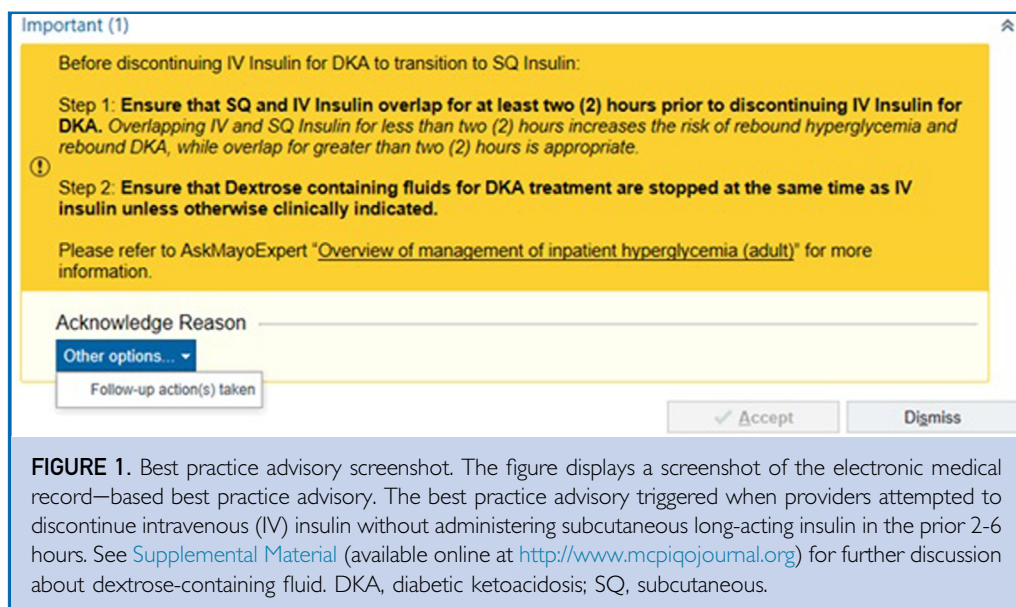 Important (1)
Before discontinuing IV Insulin for DKA to transition to SQ Insulin:
Step 1: Ensure that SQ and IV Insulin overlap for at least two (2) hours prior to discontinuing IV Insulin for
DKA. Overlapping IV and SQ Insulin for less than two (2) hours increases the risk of rebound hyperglycemia and
rebound DKA, while overlap for greater than two (2) hours is appropriate.
Step 2: Ensure that Dextrose containing fluids for DKA treatment are stopped at the same time as IV
insulin unless otherwise clinically indicated.
Please refer to AskMayoExpert “Overview of management of inpatient hyperglycemia (adult)” for more
information.
Acknowledge Reason
Other options...
Follow-up action(s) taken
Accept Dismiss
FIGURE 1. Best practice advisory screenshot. The figure displays a screenshot of the electronic medical
record–based best practice advisory. The best practice advisory triggered when providers attempted to
discontinue intravenous (IV) insulin without administering subcutaneous long-acting insulin in the prior 2-6
hours. See Supplemental Material (available online at http://www.mcpiqojournal.org) for further discussion
about dextrose-containing fluid. DKA, diabetic ketoacidosis; SQ, subcutaneous.